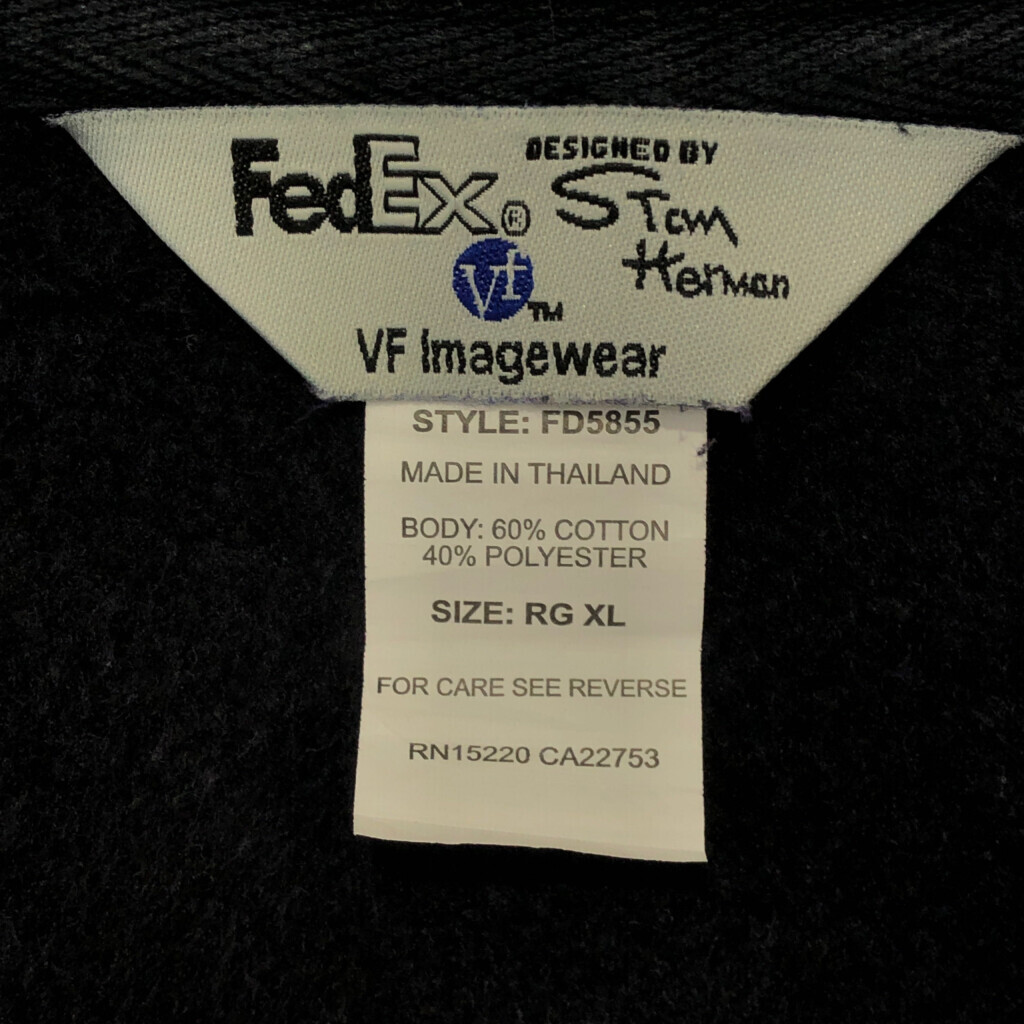 FedEx®
DESIGNED BY
Stan
Herman
vf™
VF Imagewear
STYLE: FD5855
MADE IN THAILAND
BODY: 60% COTTON
40% POLYESTER
SIZE: RG XL
FOR CARE SEE REVERSE
RN15220 CA22753